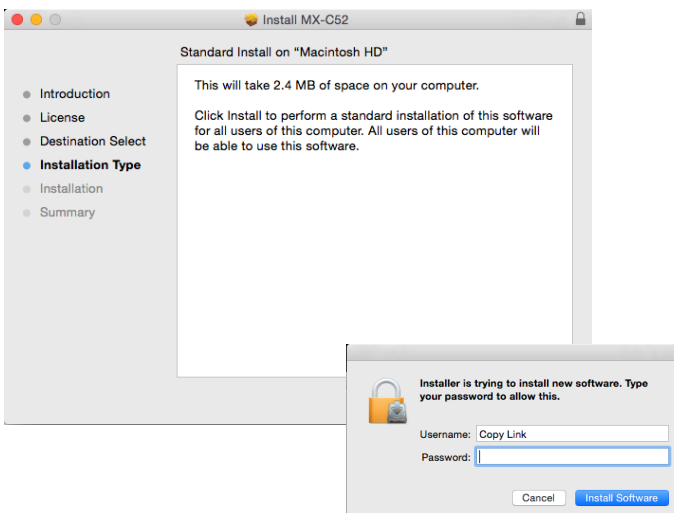 Install MX-C52
Standard Install on “Macintosh HD”
Introduction
License
Destination Select
Installation Type
Installation
Summary
This will take 2.4 MB of space on your computer.
Click Install to perform a standard installation of this software
for all users of this computer. All users of this computer will
be able to use this software.
Installer is trying to install new software. Type
your password to allow this.
Username: Copy Link
Password:
Cancel Install Software